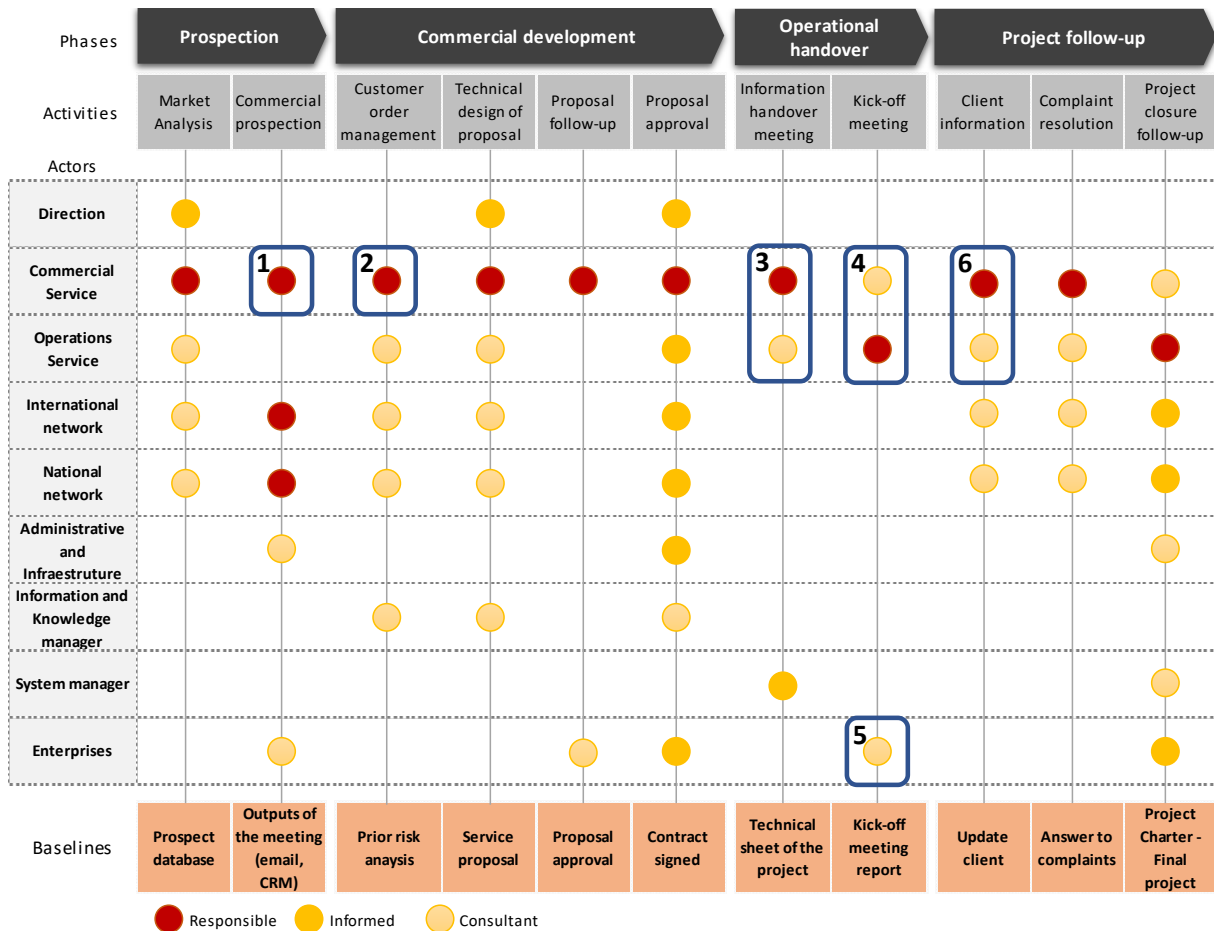 Phases
Prospection
Commercial development
Operational
handover
Project follow-up
Activities
Market
Analysis
Commercial
prospection
Customer
order
management
Technical
design of
proposal
Proposal
follow-up
Proposal
approval
Information
handover
meeting
Kick-off
meeting
Client
information
Complaint
resolution
Project
closure
follow-up
Actors
Direction
Commercial
Service
1
2
3
4
6
Operations
Service
International
network
National
network
Administrative
and
Infraestruture
Information and
Knowledge
manager
System manager
Enterprises
5
Baselines
Prospect
database
Outputs of
the meeting
(email,
CRM)
Prior risk
anaysis
Service
proposal
Proposal
approval
Contract
signed
Technical
sheet of the
project
Kick-off
meeting
report
Update
client
Answer to
complaints
Project
Charter -
Final
project
Responsible
Informed
Consultant